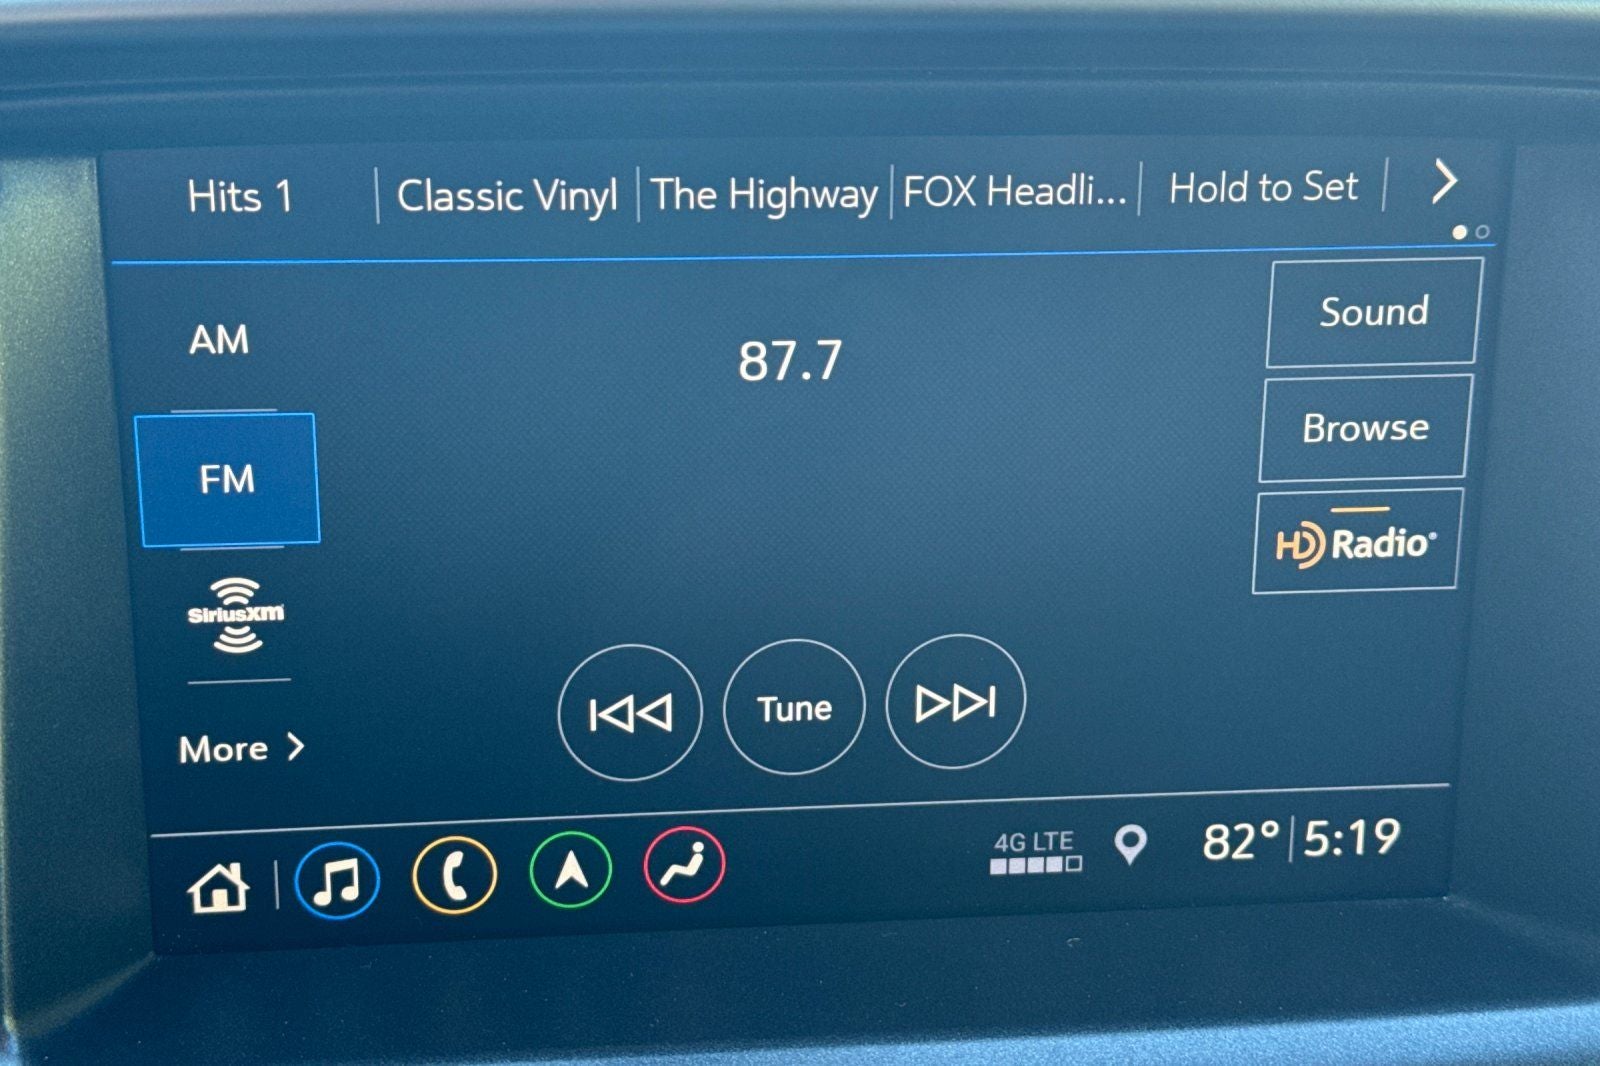 Hits 1
Classic Vinyl
The Highway
FOX Headli...
Hold to Set
AM
87.7
Sound
FM
Browse
HD Radio®
SiriusXM
More
Tune
4G LTE
82° 5:19